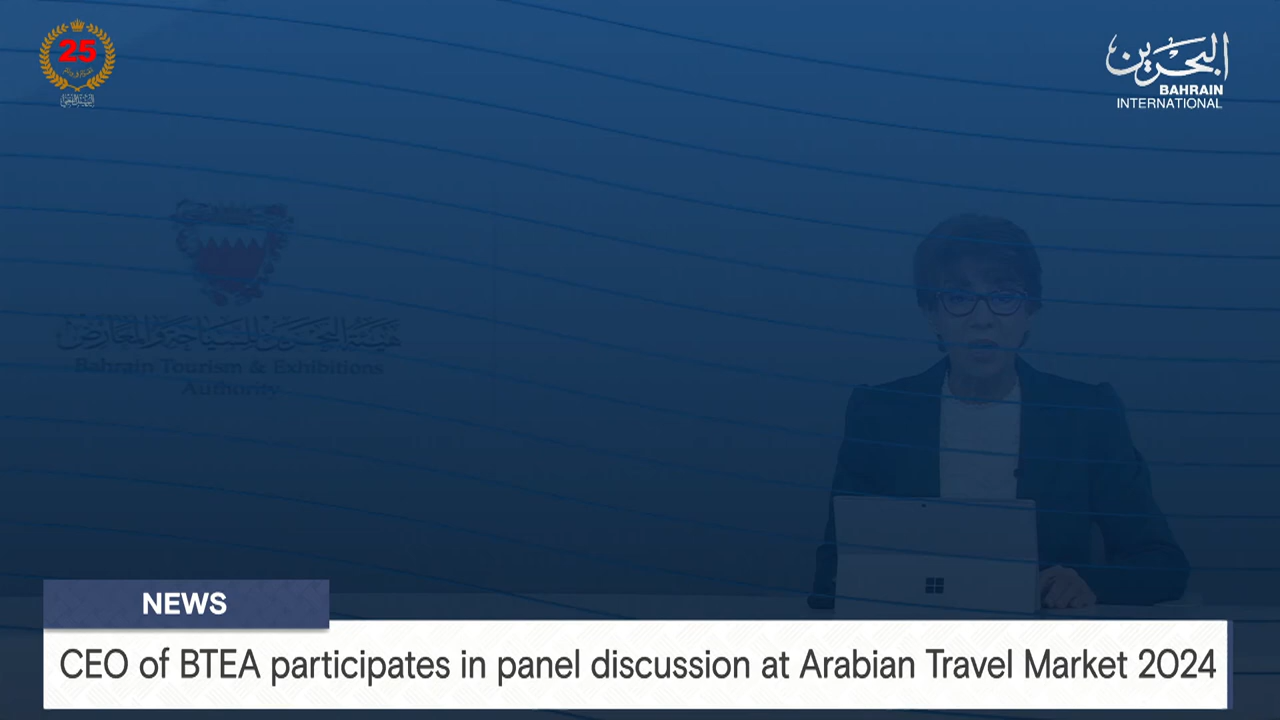 25
البحرين
BAHRAIN
INTERNATIONAL
هيئة البحرين للسياحة والمعارض
Bahrain Tourism & Exhibitions
Authority
NEWS
CEO of BTEA participates in panel discussion at Arabian Travel Market 2024